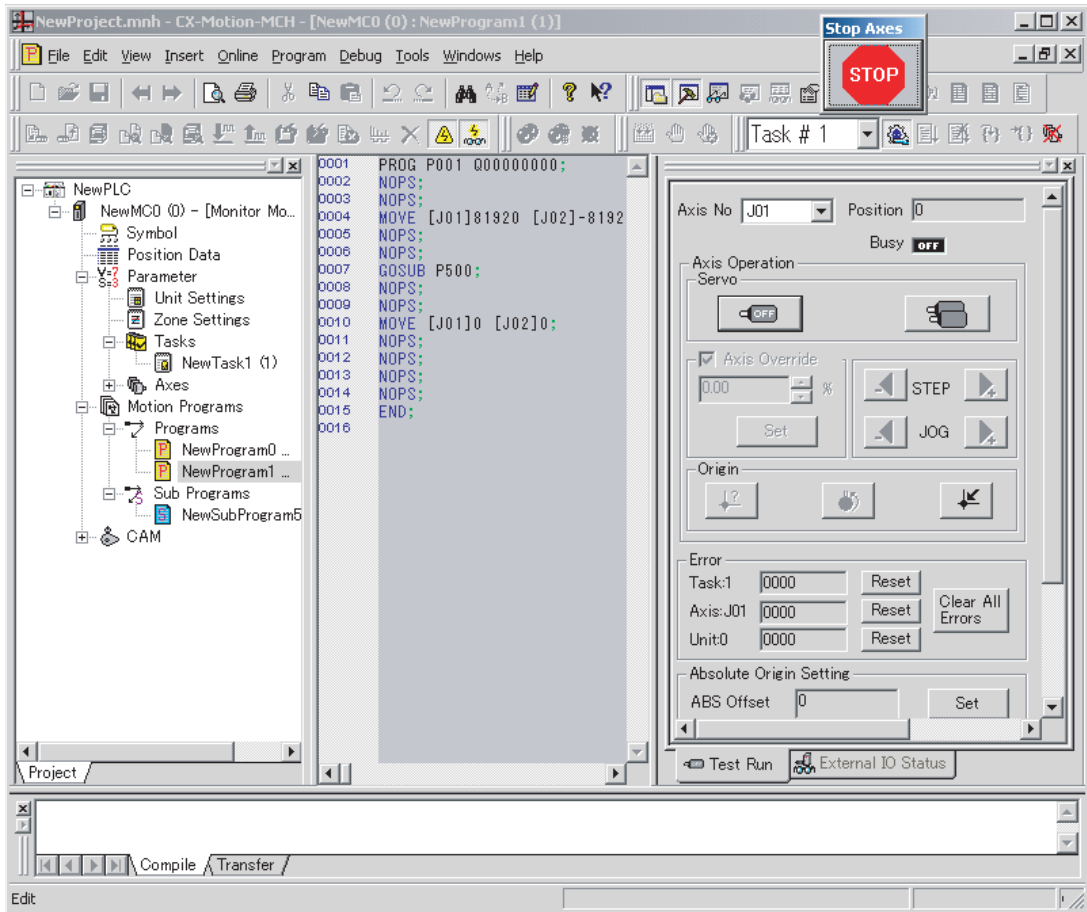 NewProject.mnh - CX-Motion-MCH - [NewMC0 (0) : NewProgram1 (1)]
Stop Axes
File Edit View Insert Online Program Debug Tools Windows Help
STOP
Task # 1
NewPLC
NewMC0 (0) - [Monitor Mo...
Symbol
Position Data
Parameter
Unit Settings
Zone Settings
Tasks
NewTask1 (1)
Axes
Motion Programs
Programs
NewProgram0 ...
NewProgram1 ...
Sub Programs
NewSubProgram5
CAM
Project
0001 PROG P001 Q00000000;
0002 NOPS;
0003 NOPS;
0004 MOVE [J01]81920 [J02]-8192
0005 NOPS;
0006 NOPS;
0007 GOSUB P500;
0008 NOPS;
0009 NOPS;
0010 MOVE [J01]0 [J02]0;
0011 NOPS;
0012 NOPS;
0013 NOPS;
0014 NOPS;
0015 END;
0016
Axis No J01 Position 0
Busy OFF
Axis Operation
Servo
OFF
Axis Override
0.00 %
Set
STEP
JOG
Origin
Error
Task:1 0000 Reset
Axis:J01 0000 Reset
Unit:0 0000 Reset
Clear All
Errors
Absolute Origin Setting
ABS Offset 0 Set
Test Run External IO Status
Compile Transfer
Edit